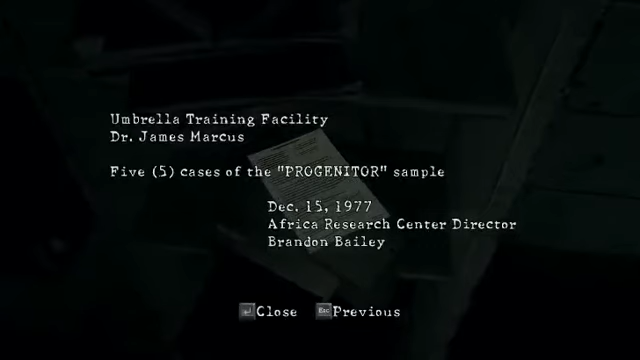 Umbrella Training Facility
Dr. James Marcus
Five (5) cases of the "PROGENITOR" sample
Dec. 15, 1977
Africa Research Center Director
Brandon Bailey
Close Esc Previous